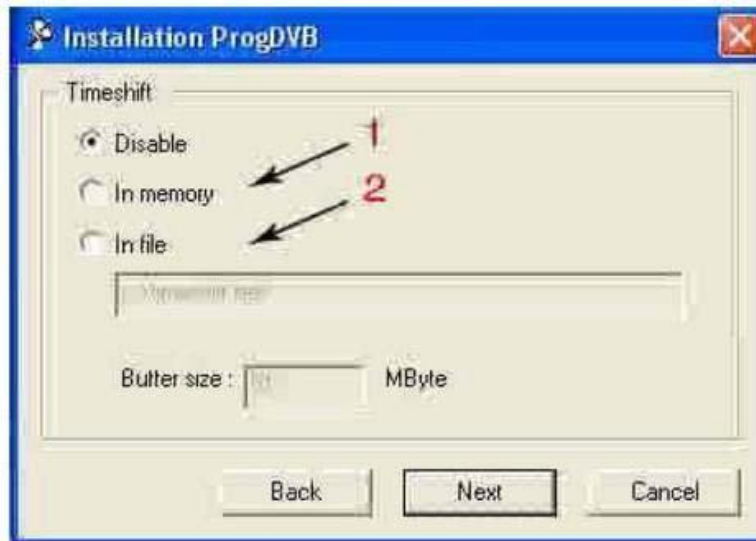 Installation ProgDVB
Timeshift
Disable
1
In memory
2
In file
Buffer size : MByte
Back Next Cancel